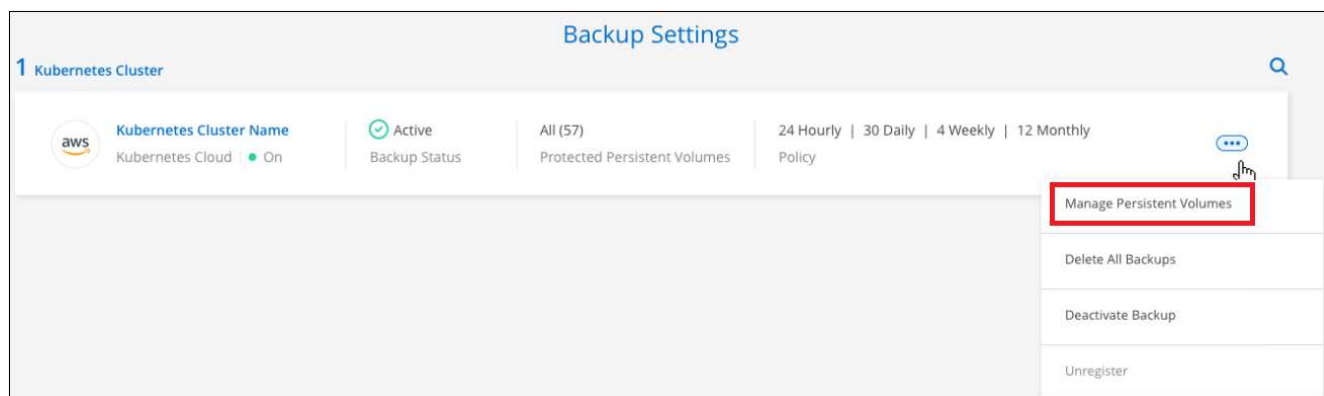 Backup Settings
1 Kubernetes Cluster
aws
Kubernetes Cluster Name
Kubernetes Cloud | On
Active
Backup Status
All (57)
Protected Persistent Volumes
24 Hourly | 30 Daily | 4 Weekly | 12 Monthly
Policy
Manage Persistent Volumes
Delete All Backups
Deactivate Backup
Unregister